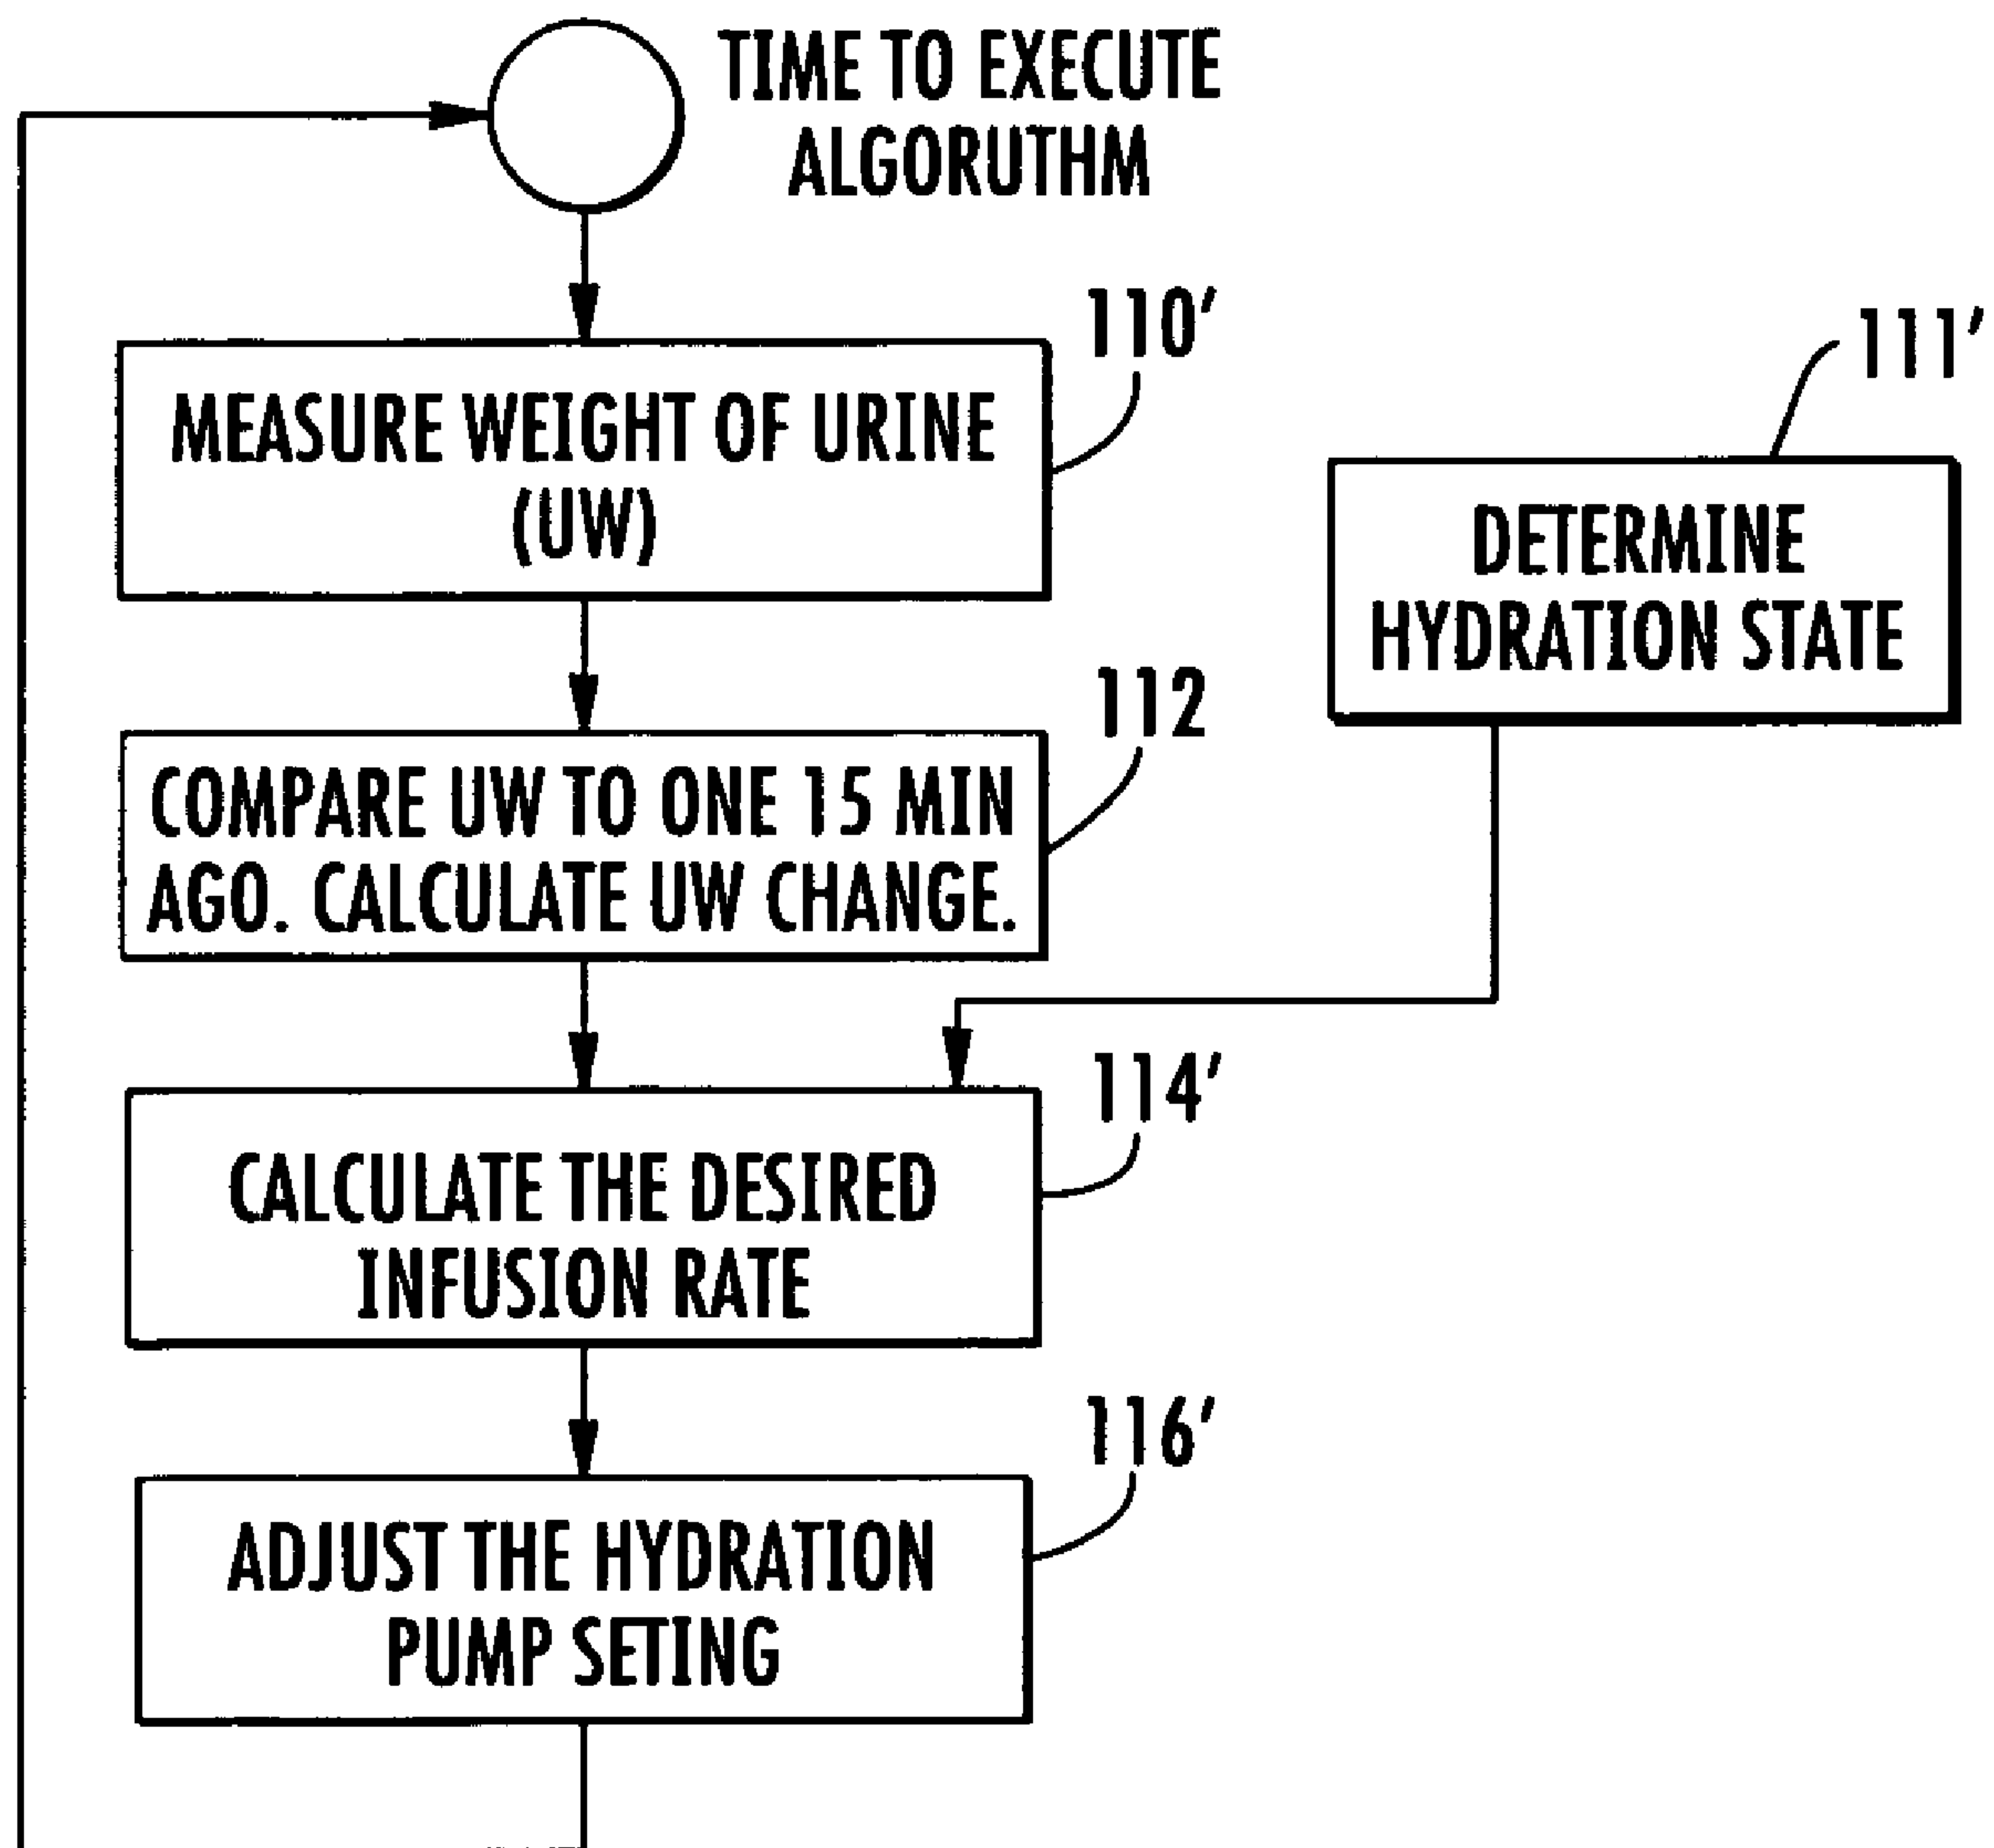 TIME TO EXECUTE
ALGORUTHM
110'
MEASURE WEIGHT OF URINE
(UW)
111'
DETERMINE
HYDRATION STATE
112
COMPARE UW TO ONE 15 MIN
AGO. CALCULATE UW CHANGE.
114'
CALCULATE THE DESIRED
INFUSION RATE
116'
ADJUST THE HYDRATION
PUMP SETING